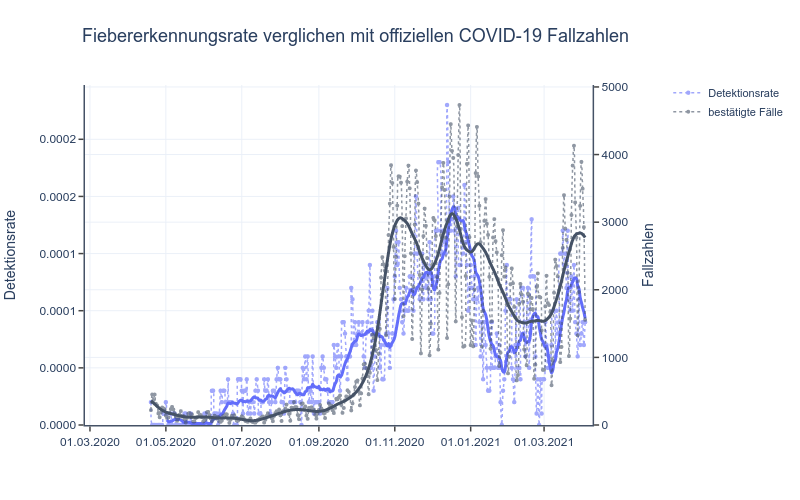 Fiebererkennungsrate verglichen mit offiziellen COVID-19 Fallzahlen
Detektionsrate
bestätigte Fälle
Detektionsrate
0.0002
0.0002
0.0001
0.0001
0.0000
0.0000
5000
4000
3000
2000
1000
0
Fallzahlen
01.03.2020 01.05.2020 01.07.2020 01.09.2020 01.11.2020 01.01.2021 01.03.2021